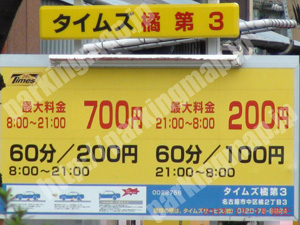 タイムズ橘第3
Times
最大料金 700円 最大料金 200円
8:00~21:00 21:00~8:00
60分/200円 60分/100円
8:00~21:00 21:00~8:00
タイムズ橘第3
名古屋市中区橘2丁目3
タイムズサービス(株) 0120-72-8924